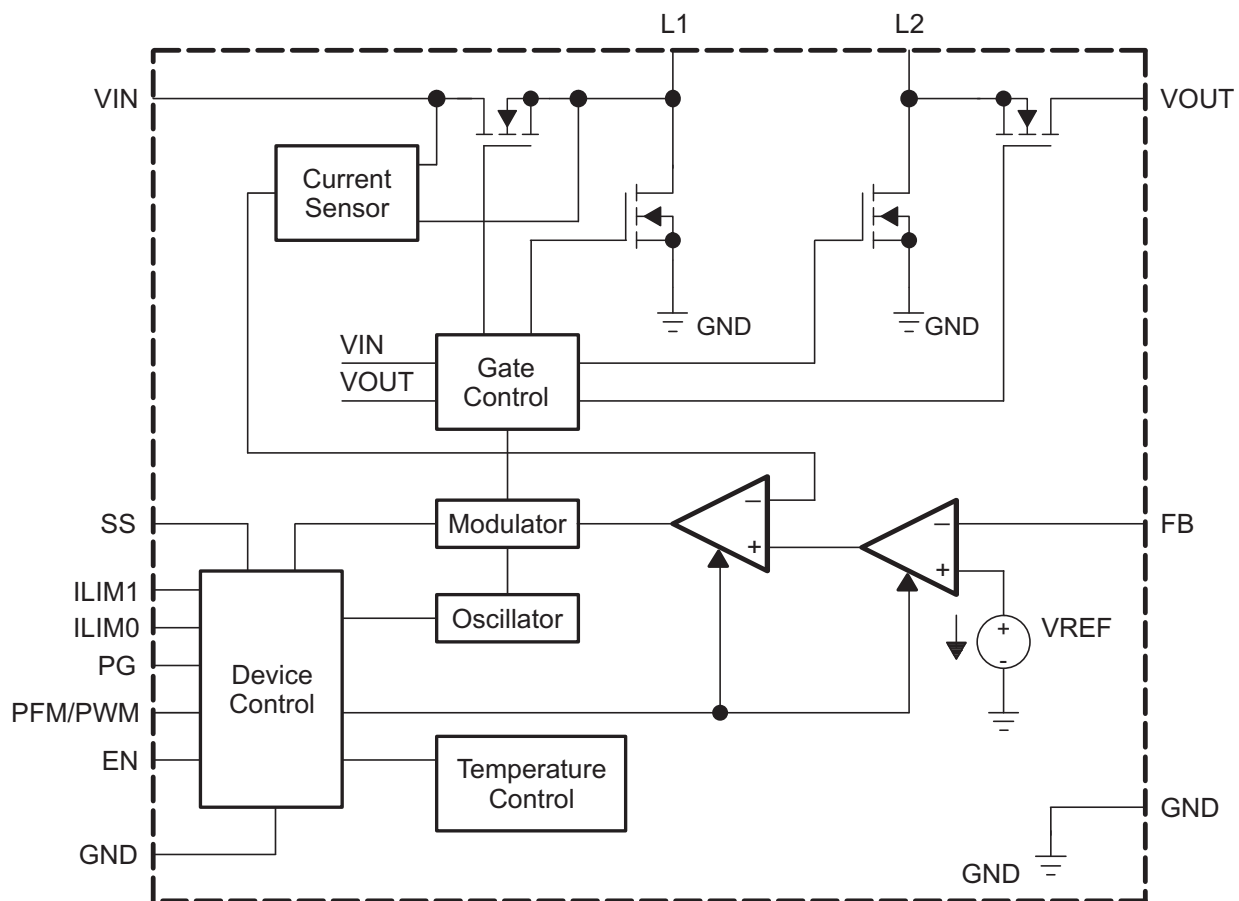 L1
L2
VIN
VOUT
Current
Sensor
GND
GND
VIN
VOUT
Gate
Control
SS
Modulator
−
+
−
+
FB
ILIM1
ILIM0
PG
PFM/PWM
EN
Device
Control
Oscillator
+
-
VREF
Temperature
Control
GND
GND
GND